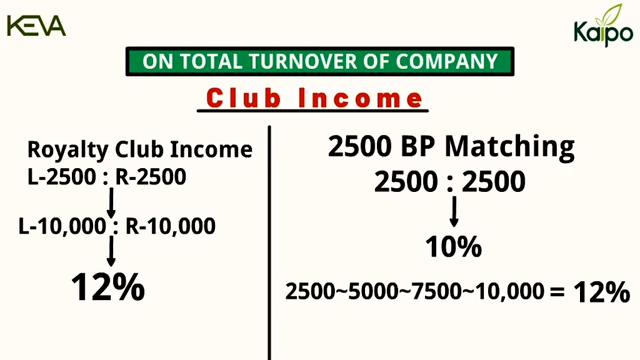 KEVA
Kaipo
ON TOTAL TURNOVER OF COMPANY
Club Income
Royalty Club Income
L-2500 : R-2500
L-10,000 : R-10,000
12%
2500 BP Matching
2500 : 2500
10%
2500~5000~7500~10,000 = 12%